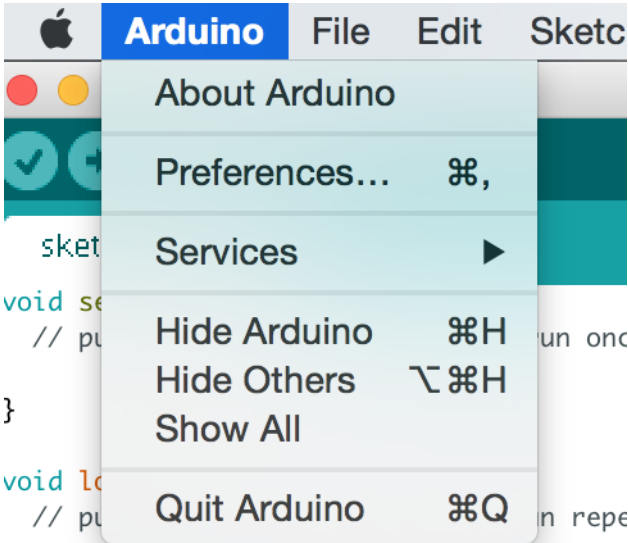 Arduino File Edit Sketc
About Arduino
Preferences... ⌘,
sket
Services ▶
void se
// pu
Hide Arduino ⌘H
un onc
Hide Others ⌥⌘H
}
Show All
void lo
// pu
Quit Arduino ⌘Q
n repe